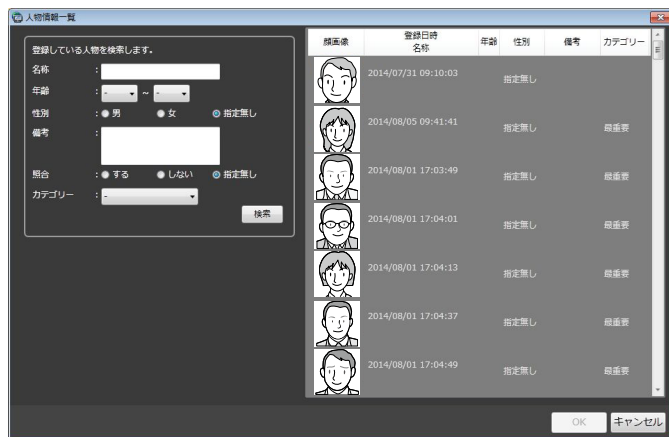 人物情報一覧
登録している人物を検索します。
名称 :
年齢 : - ~ -
性別 : 男 女 指定無し
備考 :
照合 : する しない 指定無し
カテゴリー : -
検索
顔画像 登録日時 名称 年齢 性別 備考 カテゴリー
2014/07/31 09:10:03
指定無し
2014/08/05 09:41:41
指定無し 最重要
2014/08/01 17:03:49
指定無し 最重要
2014/08/01 17:04:01
指定無し 最重要
2014/08/01 17:04:13
指定無し 最重要
2014/08/01 17:04:37
指定無し 最重要
2014/08/01 17:04:49
指定無し 最重要
OK キャンセル